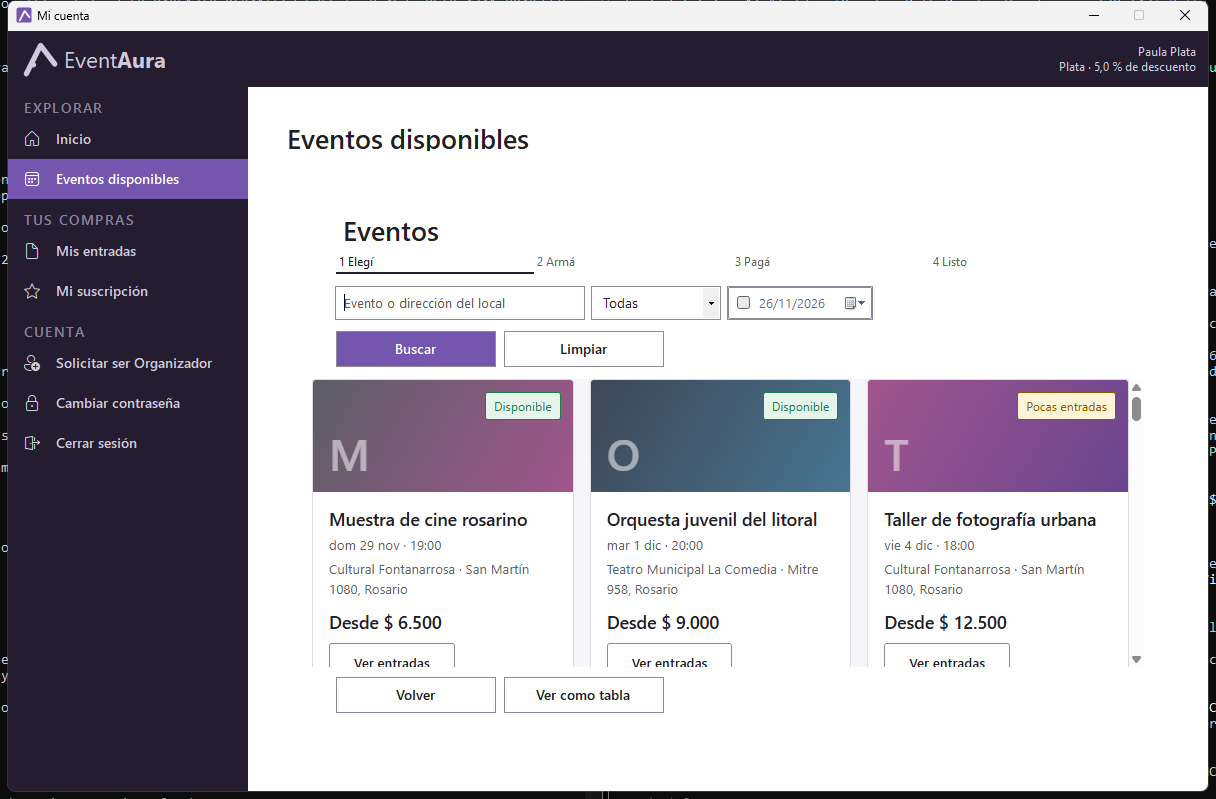 Mi cuenta
EventAura
Paula Plata
Plata · 5,0 % de descuento
EXPLORAR
Inicio
Eventos disponibles
TUS COMPRAS
Mis entradas
Mi suscripción
CUENTA
Solicitar ser Organizador
Cambiar contraseña
Cerrar sesión
Eventos disponibles
Eventos
1 Elegí
2 Armá
3 Pagá
4 Listo
Evento o dirección del local
Todas
26/11/2026
Buscar
Limpiar
Disponible
M
Muestra de cine rosarino
dom 29 nov · 19:00
Cultural Fontanarrosa · San Martín
1080, Rosario
Desde $ 6.500
Ver entradas
Disponible
O
Orquesta juvenil del litoral
mar 1 dic · 20:00
Teatro Municipal La Comedia · Mitre
958, Rosario
Desde $ 9.000
Ver entradas
Pocas entradas
T
Taller de fotografía urbana
vie 4 dic · 18:00
Cultural Fontanarrosa · San Martín
1080, Rosario
Desde $ 12.500
Ver entradas
Volver
Ver como tabla